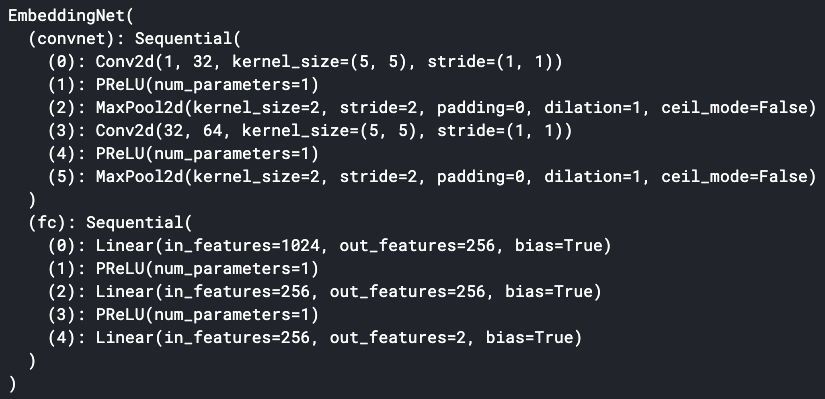 EmbeddingNet(
  (convnet): Sequential(
    (0): Conv2d(1, 32, kernel_size=(5, 5), stride=(1, 1))
    (1): PReLU(num_parameters=1)
    (2): MaxPool2d(kernel_size=2, stride=2, padding=0, dilation=1, ceil_mode=False)
    (3): Conv2d(32, 64, kernel_size=(5, 5), stride=(1, 1))
    (4): PReLU(num_parameters=1)
    (5): MaxPool2d(kernel_size=2, stride=2, padding=0, dilation=1, ceil_mode=False)
  )
  (fc): Sequential(
    (0): Linear(in_features=1024, out_features=256, bias=True)
    (1): PReLU(num_parameters=1)
    (2): Linear(in_features=256, out_features=256, bias=True)
    (3): PReLU(num_parameters=1)
    (4): Linear(in_features=256, out_features=2, bias=True)
  )
)